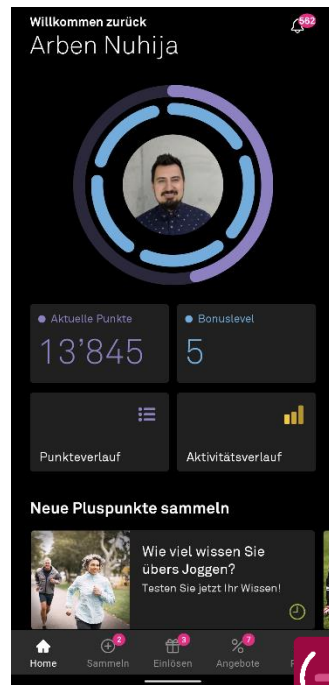 Willkommen zurück
562
Arben Nuhija
Aktuelle Punkte
13’845
Bonuslevel
5
Punkteverlauf
Aktivitätsverlauf
Neue Pluspunkte sammeln
Wie viel wissen Sie
übers Joggen?
Testen Sie jetzt Ihr Wissen!
2
3
7
Home
Sammeln
Einlösen
Angebote